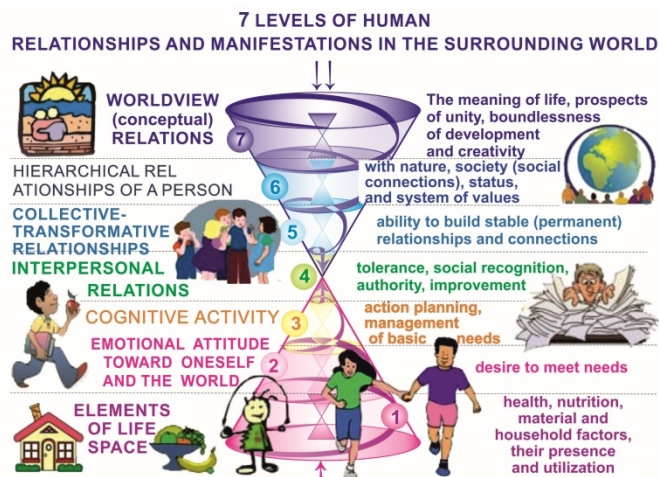 7 LEVELS OF HUMAN
RELATIONSHIPS AND MANIFESTATIONS IN THE SURROUNDING WORLD
WORLDVIEW
(conceptual)
RELATIONS
7
The meaning of life, prospects
of unity, boundlessness
of development
and creativity
HIERARCHICAL REL
ATIONSHIPS OF A PERSON
6
with nature, society (social
connections), status,
and system of values
COLLECTIVE-
TRANSFORMATIVE
RELATIONSHIPS
5
ability to build stable (permanent)
relationships and connections
INTERPERSONAL
RELATIONS
4
tolerance, social recognition,
authority, improvement
COGNITIVE ACTIVITY
3
action planning,
management
of basic needs
EMOTIONAL ATTITUDE
TOWARD ONESELF
AND THE WORLD
2
desire to meet needs
ELEMENTS
OF LIFE
SPACE
1
health, nutrition,
material and
household factors,
their presence
and utilization